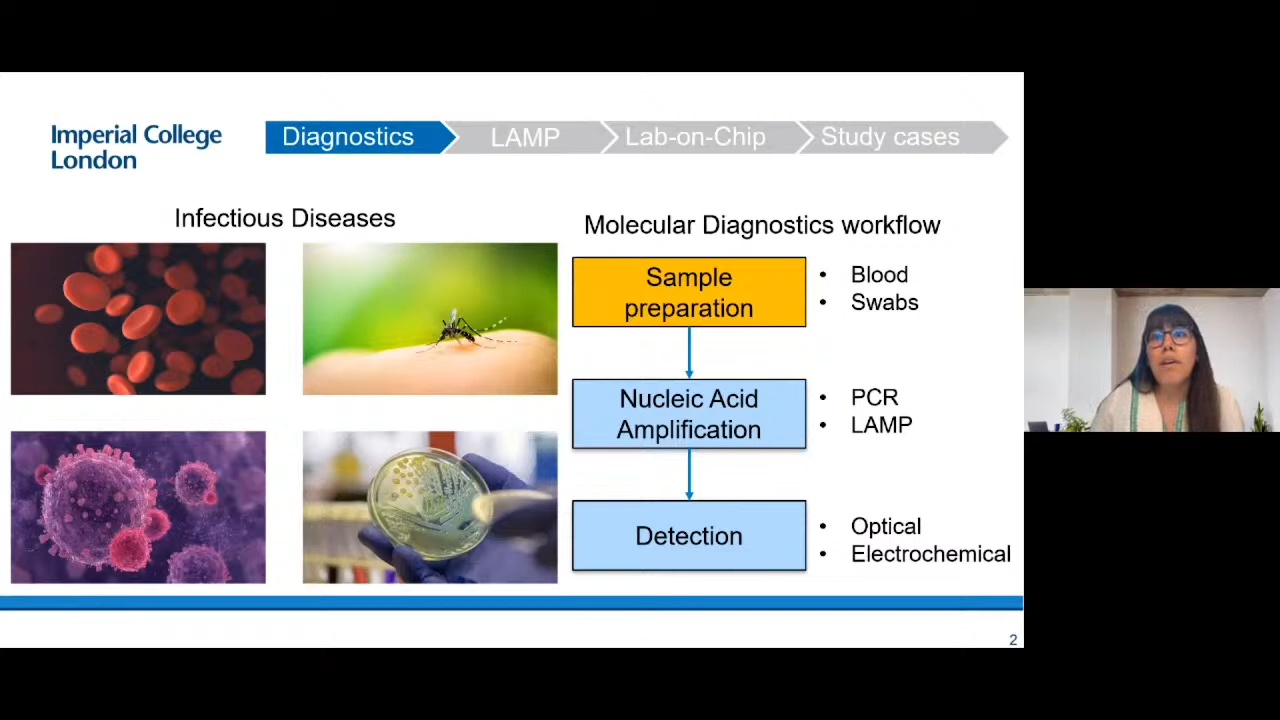 Imperial College
London
Diagnostics
LAMP
Lab-on-Chip
Study cases
Infectious Diseases
Molecular Diagnostics workflow
Sample
preparation
• Blood
• Swabs
Nucleic Acid
Amplification
• PCR
• LAMP
Detection
• Optical
• Electrochemical
2